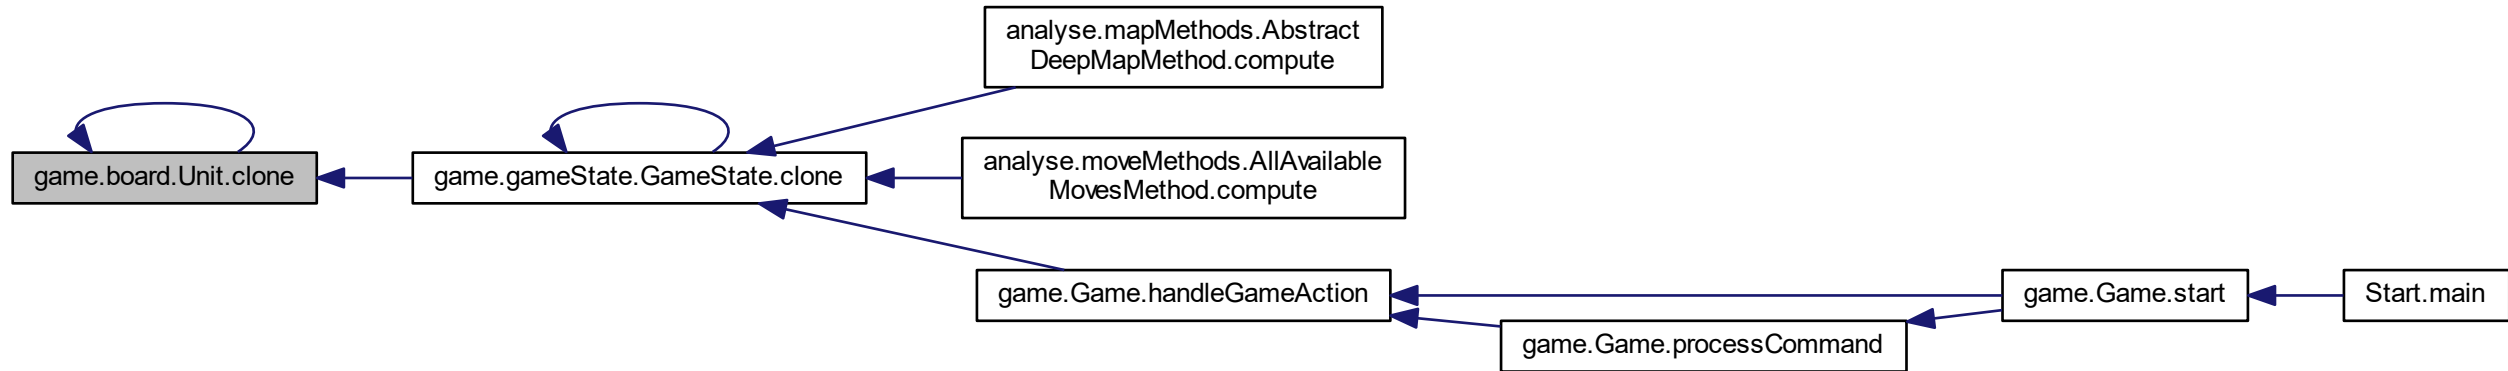 analyse.mapMethods.Abstract
DeepMapMethod.compute
game.board.Unit.clone
game.gameState.GameState.clone
analyse.moveMethods.AllAvailable
MovesMethod.compute
game.Game.handleGameAction
game.Game.start
Start.main
game.Game.processCommand